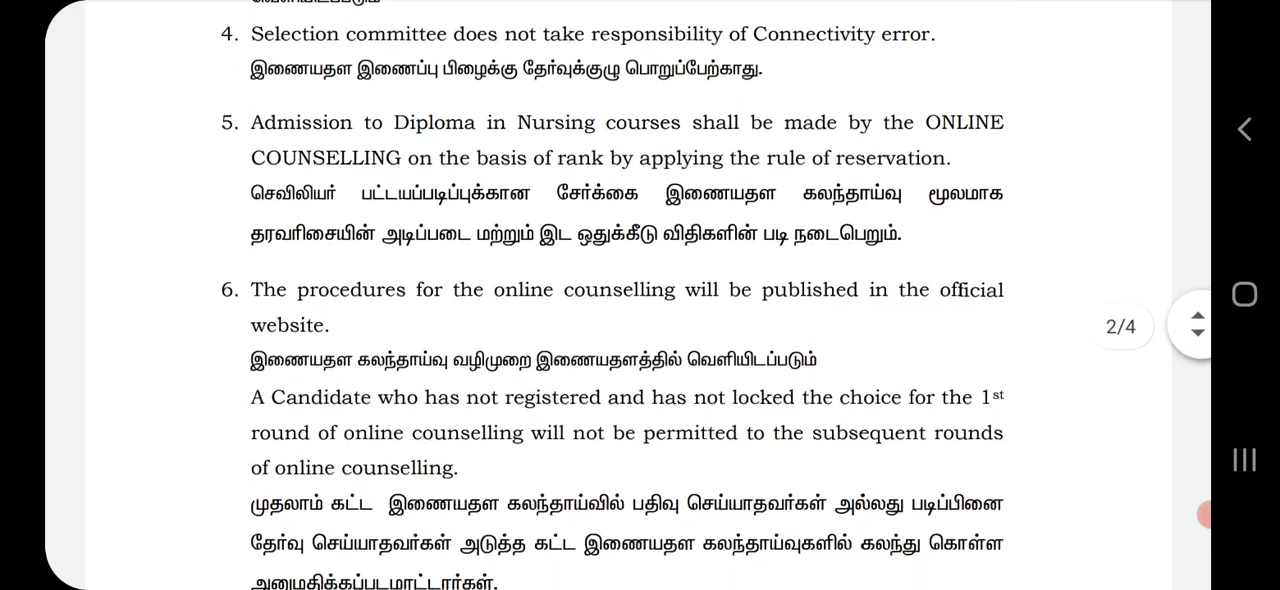 வெளியிடப்படும்
4. Selection committee does not take responsibility of Connectivity error.
இணையதள இணைப்பு பிழைக்கு தேர்வுக்குழு பொறுப்பேற்காது.
5. Admission to Diploma in Nursing courses shall be made by the ONLINE
COUNSELLING on the basis of rank by applying the rule of reservation.
செவிலியர் பட்டயப்படிப்புக்கான சேர்க்கை இணையதள கலந்தாய்வு மூலமாக
தரவரிசையின் அடிப்படை மற்றும் இட ஒதுக்கீடு விதிகளின் படி நடைபெறும்.
6. The procedures for the online counselling will be published in the official
website.
இணையதள கலந்தாய்வு வழிமுறை இணையதளத்தில் வெளியிடப்படும்
A Candidate who has not registered and has not locked the choice for the 1st
round of online counselling will not be permitted to the subsequent rounds
of online counselling.
முதலாம் கட்ட இணையதள கலந்தாய்வில் பதிவு செய்யாதவர்கள் அல்லது படிப்பினை
தேர்வு செய்யாதவர்கள் அடுத்த கட்ட இணையதள கலந்தாய்வுகளில் கலந்து கொள்ள
அனுமதிக்கப்படமாட்டார்கள்.
2/4